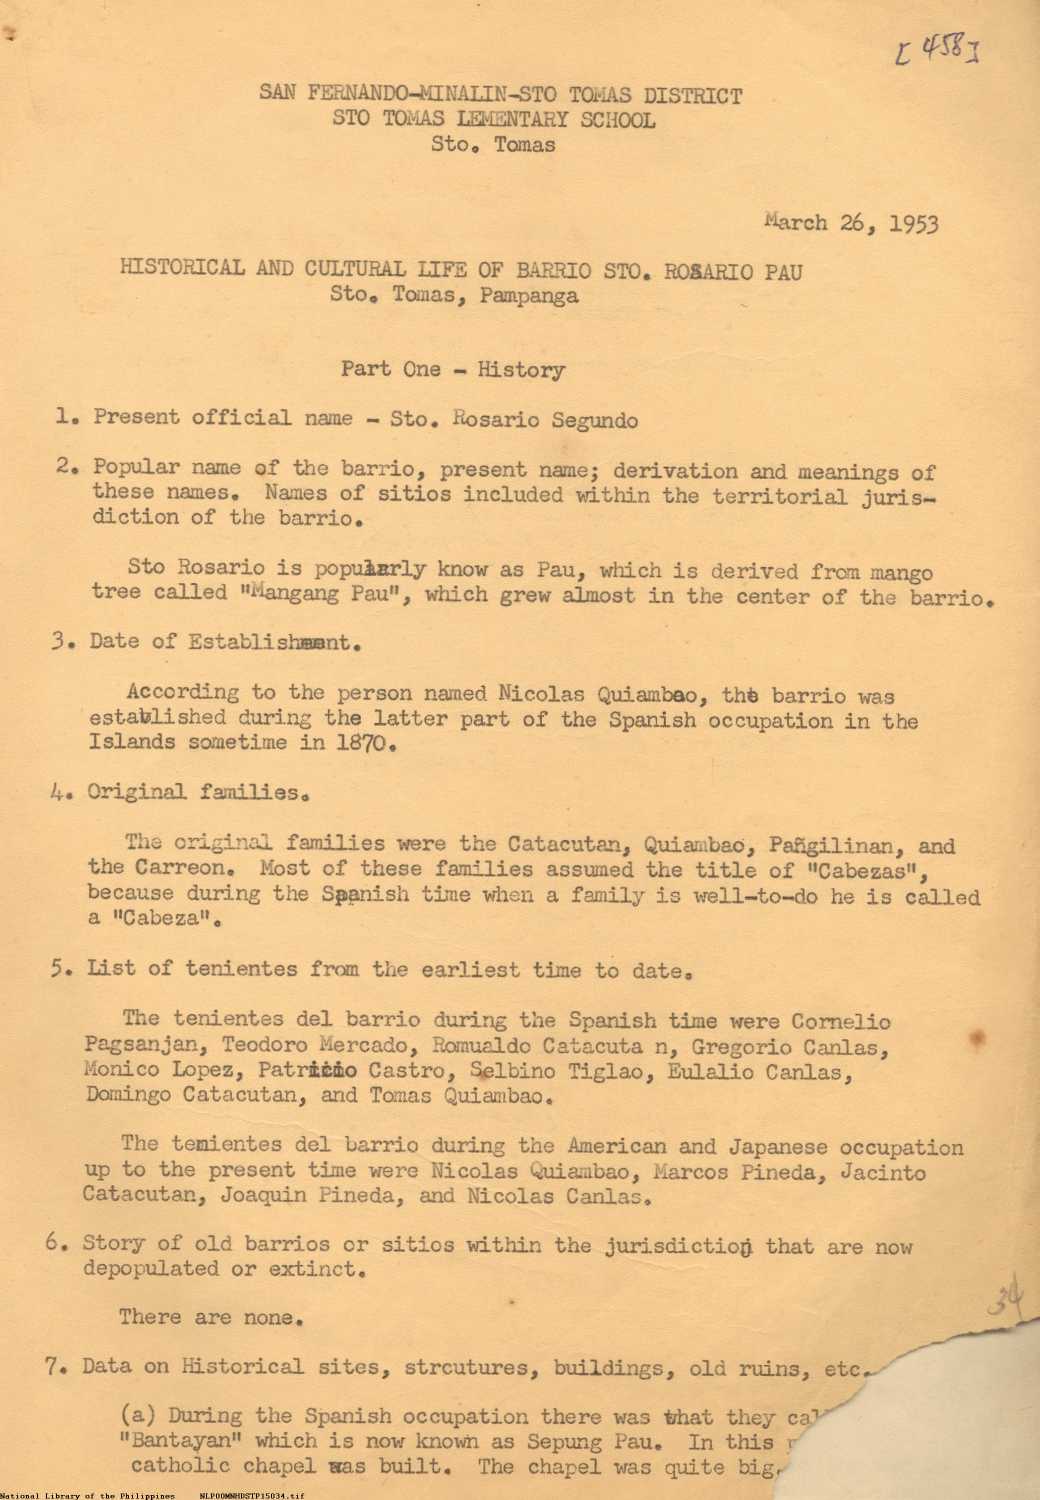 [458]
SAN FERNANDO-MINALIN-STO TOMAS DISTRICT
STO TOMAS LEMENTARY SCHOOL
Sto. Tomas
March 26, 1953
HISTORICAL AND CULTURAL LIFE OF BARRIO STO. ROSARIO PAU
Sto. Tomas, Pampanga
Part One - History
1. Present official name - Sto. Rosario Segundo
2. Popular name of the barrio, present name; derivation and meanings of
these names. Names of sitios included within the territorial juris-
diction of the barrio.
Sto Rosario is popularly know as Pau, which is derived from mango
tree called "Mangang Pau", which grew almost in the center of the barrio.
3. Date of Establishment.
According to the person named Nicolas Quiambao, the barrio was
established during the latter part of the Spanish occupation in the
Islands sometime in 1870.
4. Original families.
The original families were the Catacutan, Quiambao, Pañgilinan, and
the Carreon. Most of these families assumed the title of "Cabezas",
because during the Spanish time when a family is well-to-do he is called
a "Cabeza".
5. List of tenientes from the earliest time to date.
The tenientes del barrio during the Spanish time were Cornelio
Pagsanjan, Teodoro Mercado, Romualdo Catacuta n, Gregorio Canlas,
Monico Lopez, Patricio Castro, Selbino Tiglao, Eulalio Canlas,
Domingo Catacutan, and Tomas Quiambao.
The tenientes del barrio during the American and Japanese occupation
up to the present time were Nicolas Quiambao, Marcos Pineda, Jacinto
Catacutan, Joaquin Pineda, and Nicolas Canlas.
6. Story of old barrios or sitios within the jurisdiction that are now
depopulated or extinct.
There are none.
34
7. Data on Historical sites, strcutures, buildings, old ruins, etc.
(a) During the Spanish occupation there was what they
"Bantayan" which is now known as Sepung Pau. In this
catholic chapel was built. The chapel was quite big,
National Library of the Philippines NLPOOMNHDSTP15034.tif